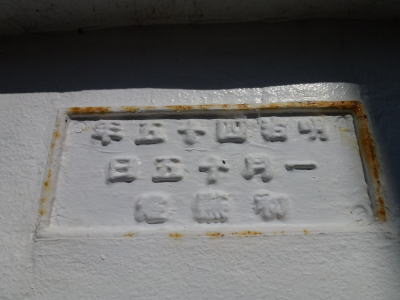 明治四十五年
一月十五日
初點燈